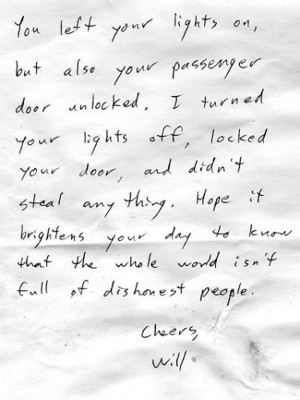 You left your lights on,
but also your passenger
door unlocked. I turned
your lights off, locked
your door, and didn't
steal anything. Hope it
brightens your day to know
that the whole world isn't
full of dishonest people.
Cheers,
Will